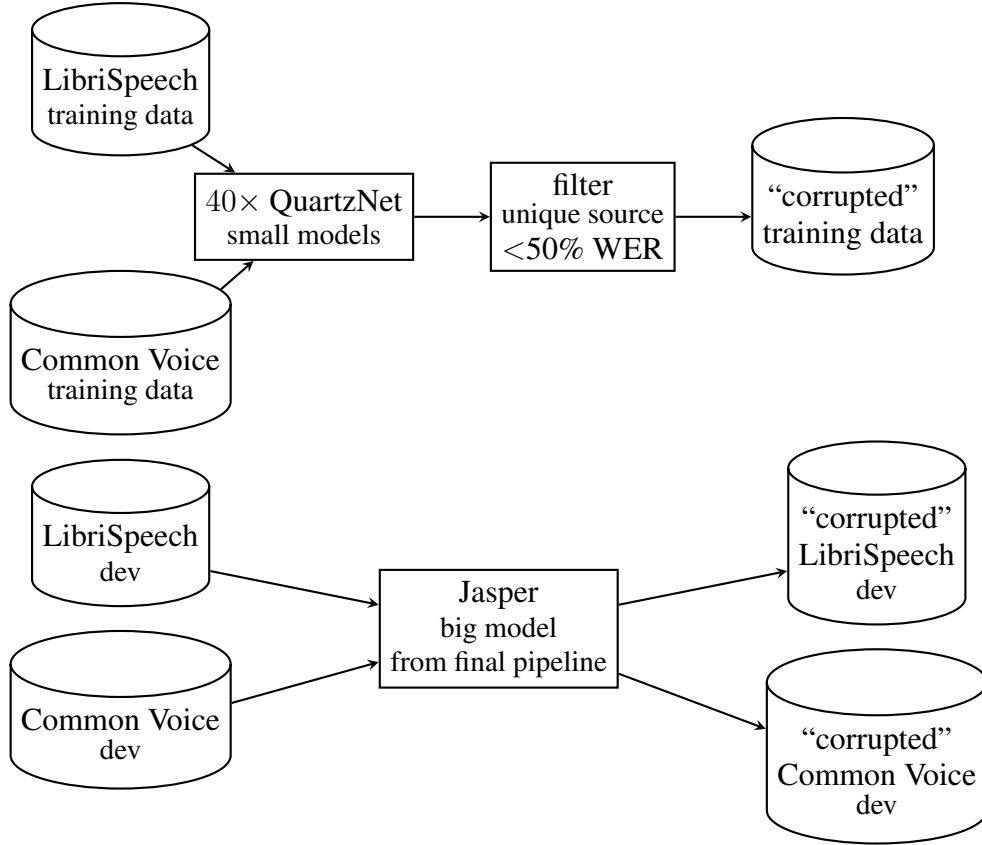 LibriSpeech
training data
40× QuartzNet
small models
filter
unique source
<50% WER
“corrupted”
training data
Common Voice
training data
LibriSpeech
dev
Jasper
big model
from final pipeline
“corrupted”
LibriSpeech
dev
Common Voice
dev
“corrupted”
Common Voice
dev